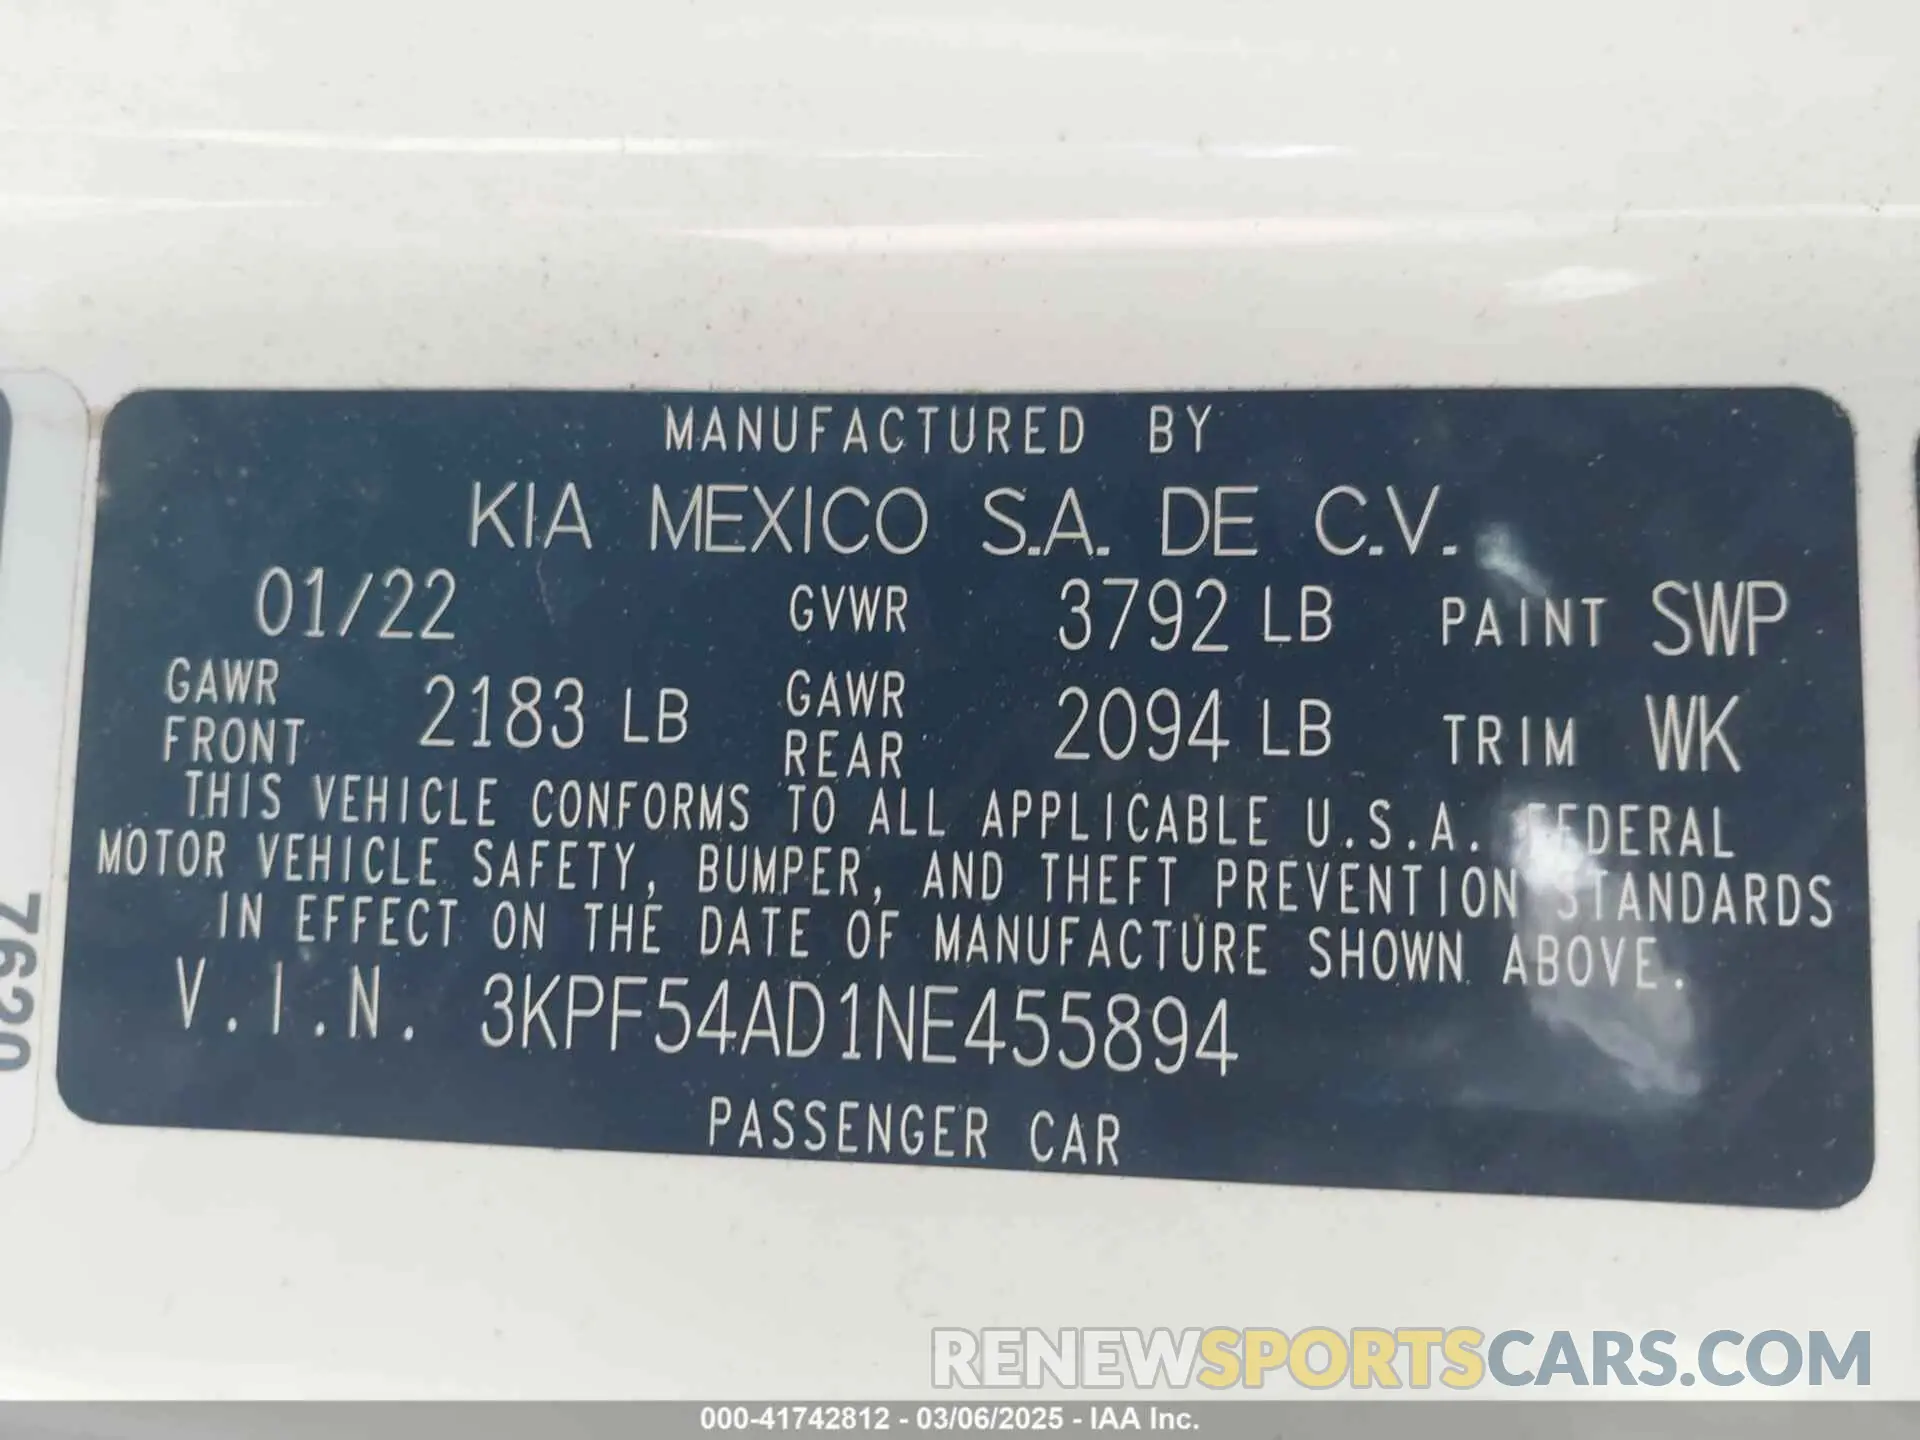 MANUFACTURED BY
KIA MEXICO S.A. DE C.V.
01/22 GVWR 3792 LB PAINT SWP
GAWR FRONT 2183 LB GAWR REAR 2094 LB TRIM WK
THIS VEHICLE CONFORMS TO ALL APPLICABLE U.S.A. FEDERAL
MOTOR VEHICLE SAFETY, BUMPER, AND THEFT PREVENTION STANDARDS
IN EFFECT ON THE DATE OF MANUFACTURE SHOWN ABOVE.
V.I.N. 3KPF54AD1NE455894
PASSENGER CAR
7620
RENEWSPORTSCARS.COM
000-41742812 - 03/06/2025 - IAA Inc.